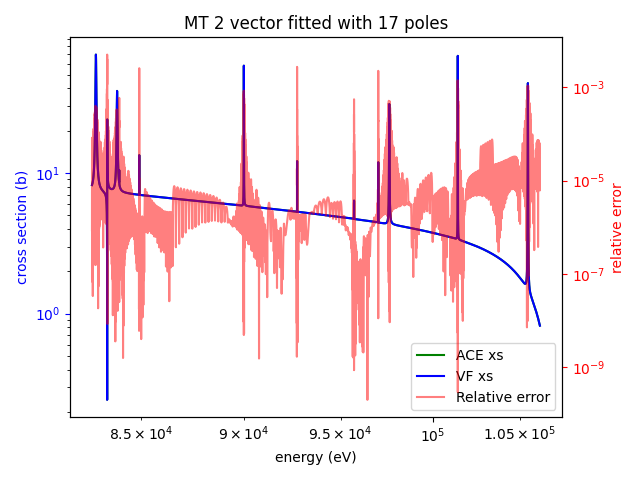 MT 2 vector fitted with 17 poles
cross section (b)
10¹
10⁰
10⁻³
10⁻⁵
10⁻⁷
10⁻⁹
relative error
ACE xs
VF xs
Relative error
8.5 × 10⁴ 9 × 10⁴ 9.5 × 10⁴ 10⁵ 1.05 × 10⁵
energy (eV)